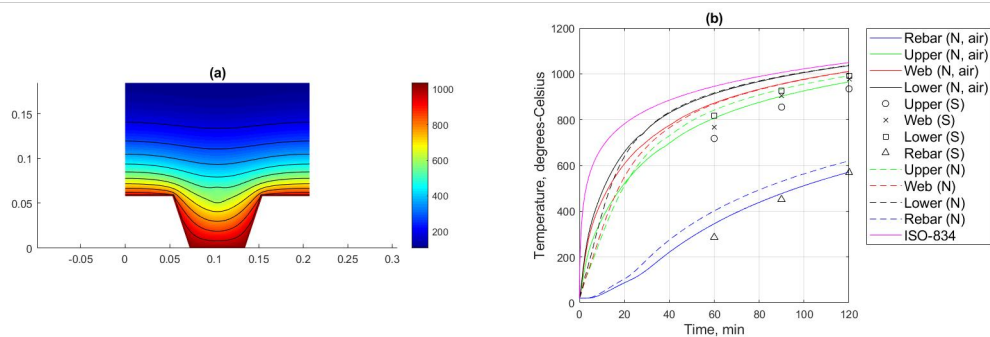 (a)
0.15
0.1
0.05
0
-0.05
0
0.05
0.1
0.15
0.2
0.25
0.3
1000
800
600
400
200
(b)
1200
1000
800
600
400
200
0
Temperature, degrees-Celsius
0
20
40
60
80
100
120
Time, min
Rebar (N, air)
Upper (N, air)
Web (N, air)
Lower (N, air)
Upper (S)
Web (S)
Lower (S)
Rebar (S)
Upper (N)
Web (N)
Lower (N)
Rebar (N)
ISO-834